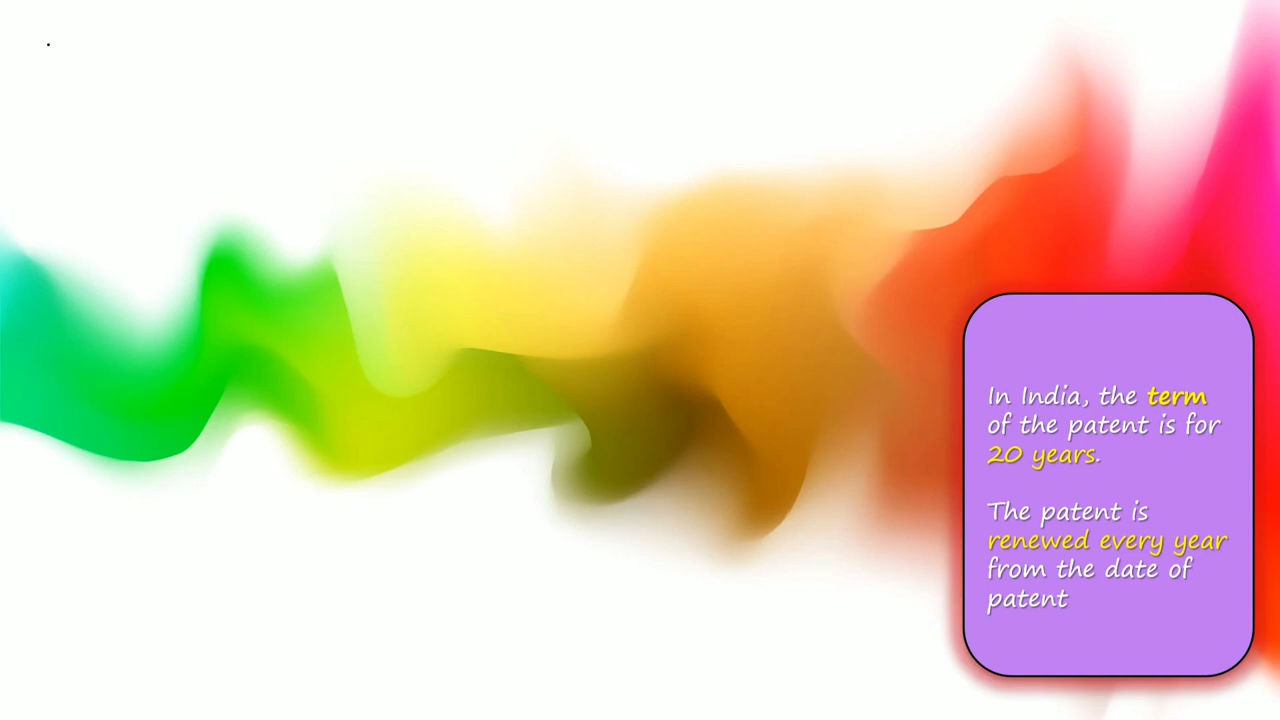 In India, the term
of the patent is for
20 years.
The patent is
renewed every year
from the date of
patent